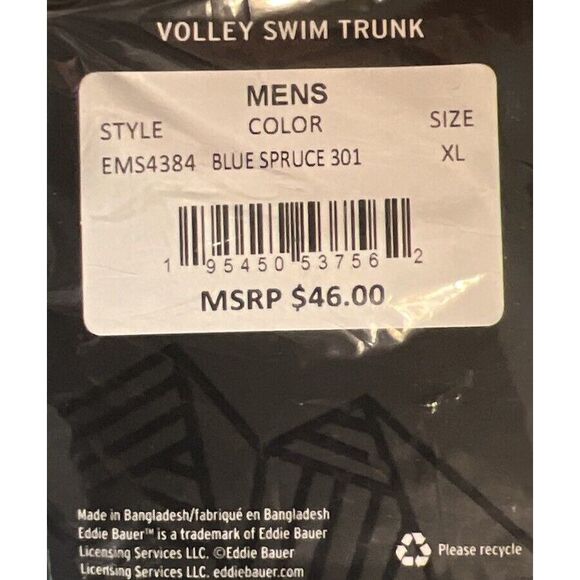 VOLLEY SWIM TRUNK
MENS
STYLE COLOR SIZE
EMS4384 BLUE SPRUCE 301 XL
1 95450 53756 2
MSRP $46.00
Made in Bangladesh/fabriqué en Bangladesh
Eddie Bauer™ is a trademark of Eddie Bauer
Licensing Services LLC. ©Eddie Bauer
Licensing Services LLC. eddiebauer.com
Please recycle